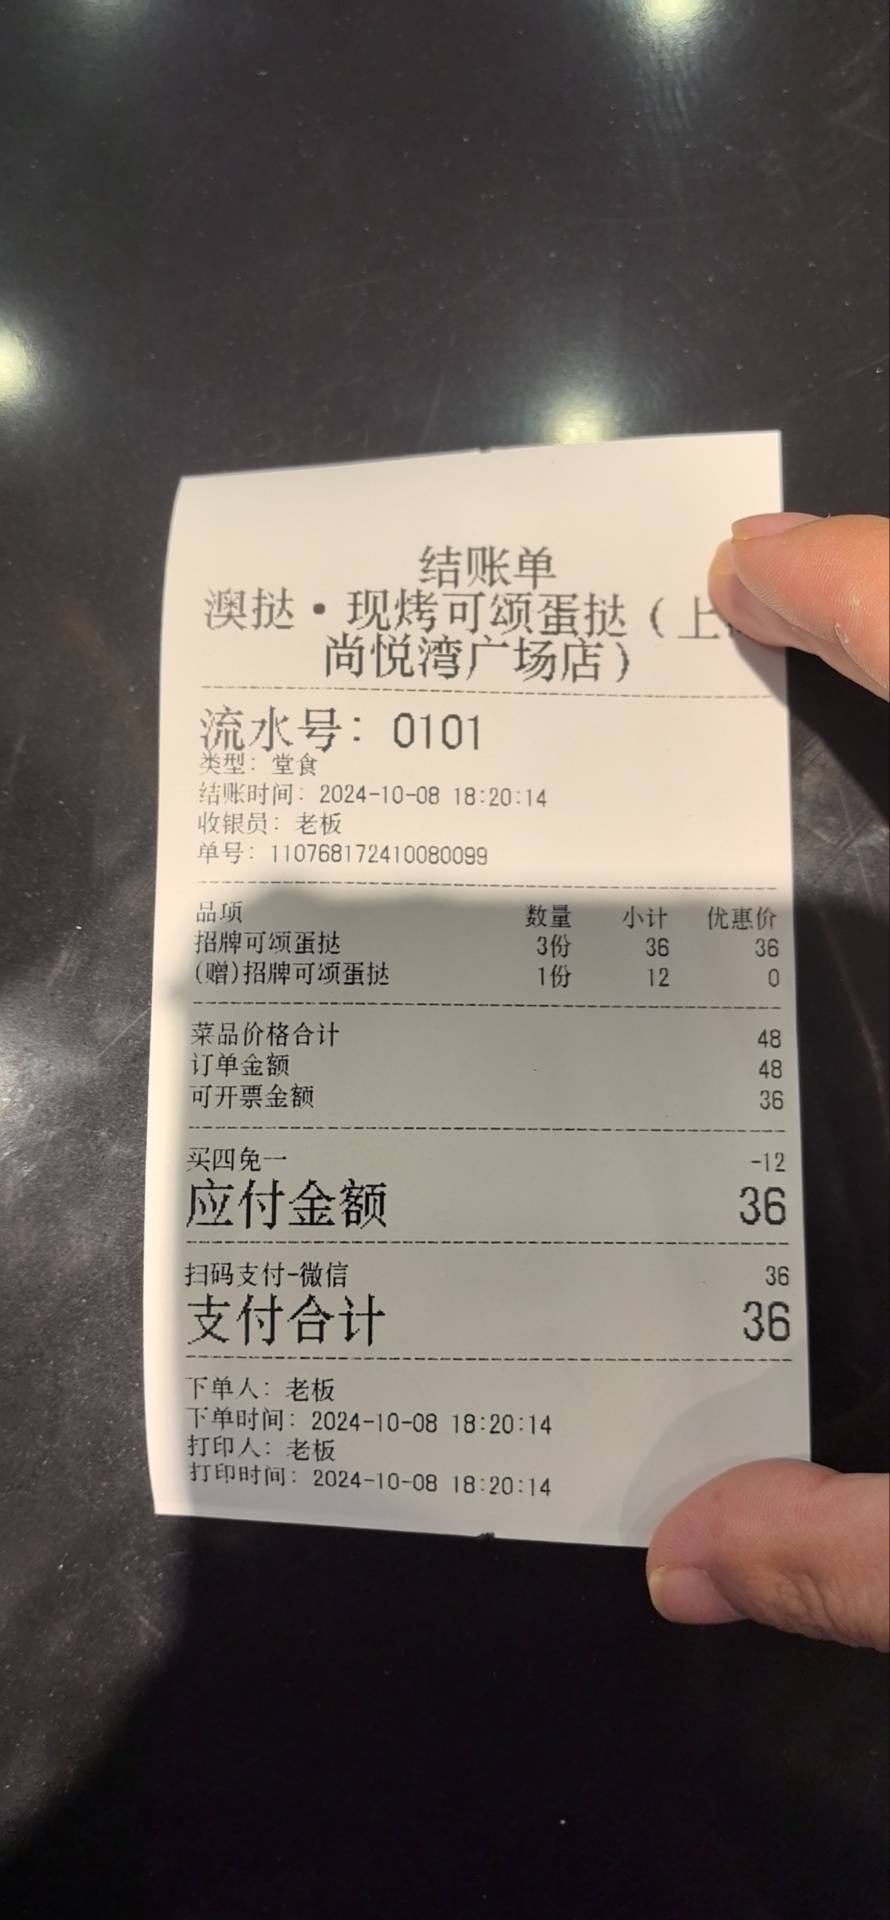 结账单
澳挞·现烤可颂蛋挞（上
尚悦湾广场店）
流水号：0101
类型：堂食
结账时间：2024-10-08 18:20:14
收银员：老板
单号：110768172410080099
品项 数量 小计 优惠价
招牌可颂蛋挞 3份 36 36
(赠)招牌可颂蛋挞 1份 12 0
菜品价格合计 48
订单金额 48
可开票金额 36
买四免一 -12
应付金额 36
扫码支付-微信 36
支付合计 36
下单人：老板
下单时间：2024-10-08 18:20:14
打印人：老板
打印时间：2024-10-08 18:20:14